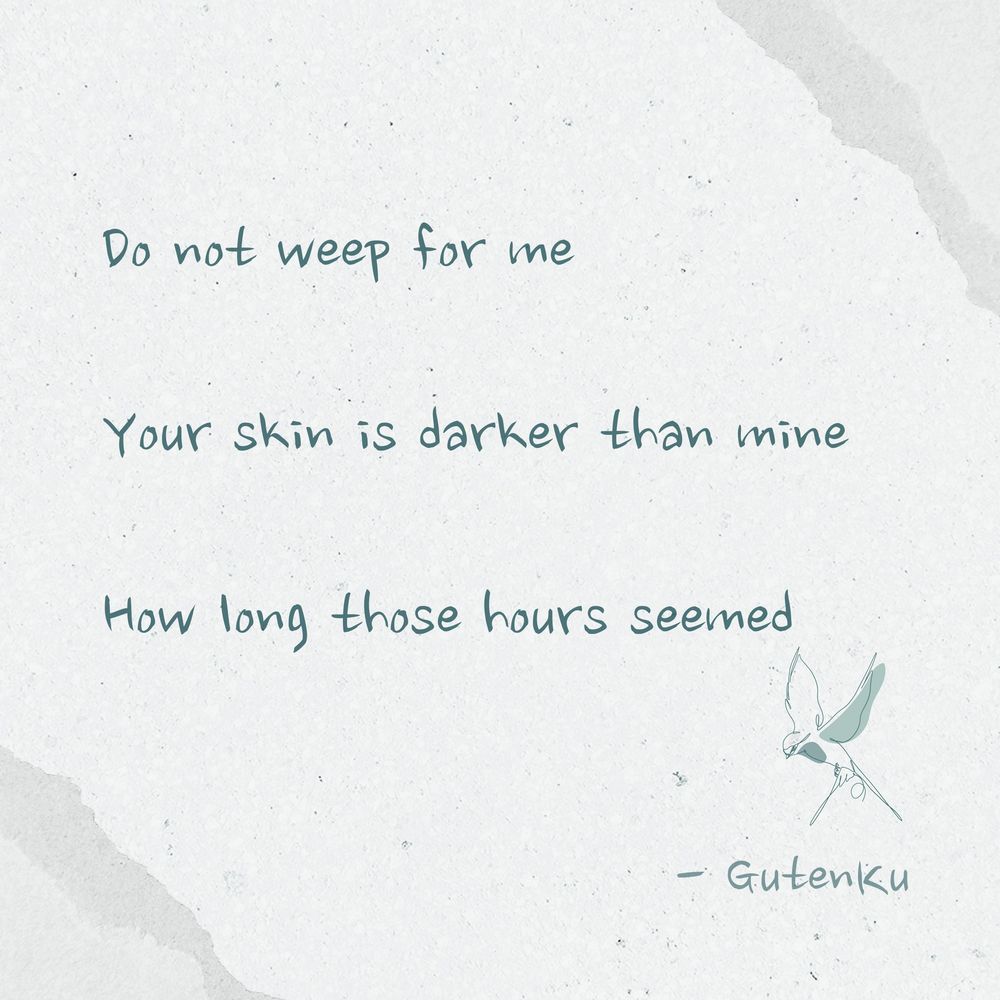 Do not weep for me
Your skin is darker than mine
How long those hours seemed
- GutenKu